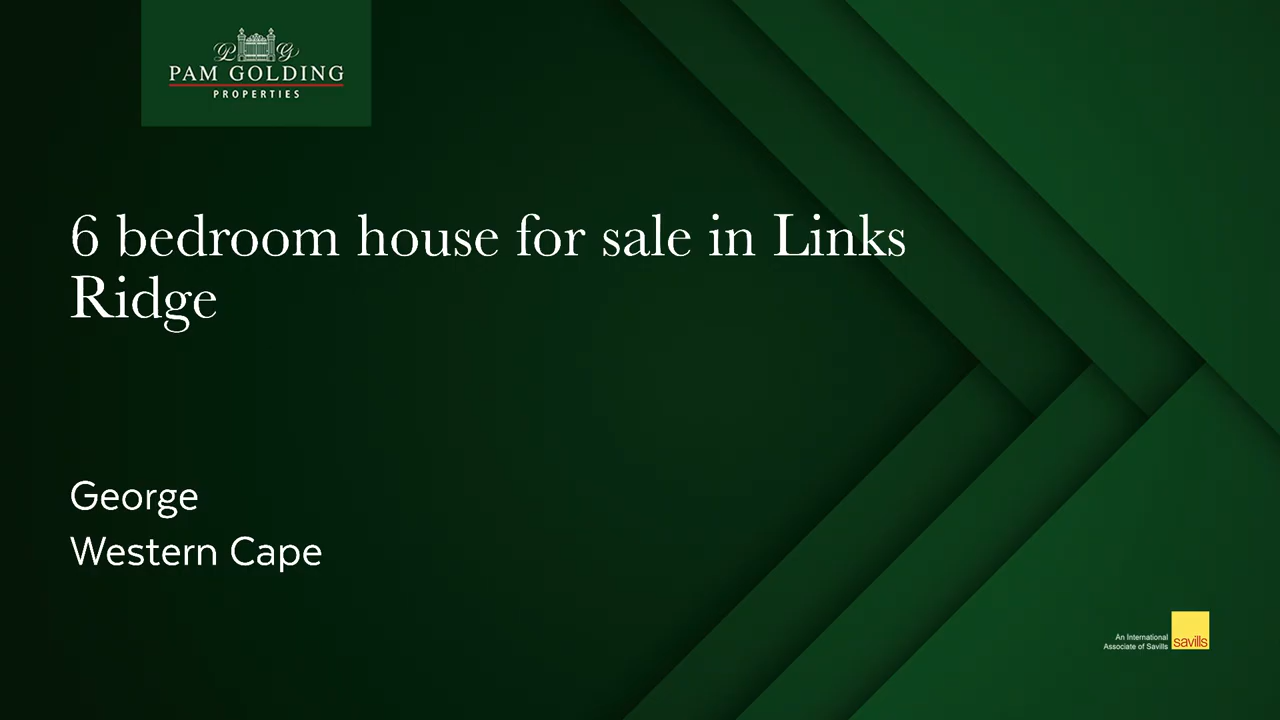 P G
PAM GOLDING
PROPERTIES
6 bedroom house for sale in Links
Ridge
George
Western Cape
An International
Associate of Savills
savills